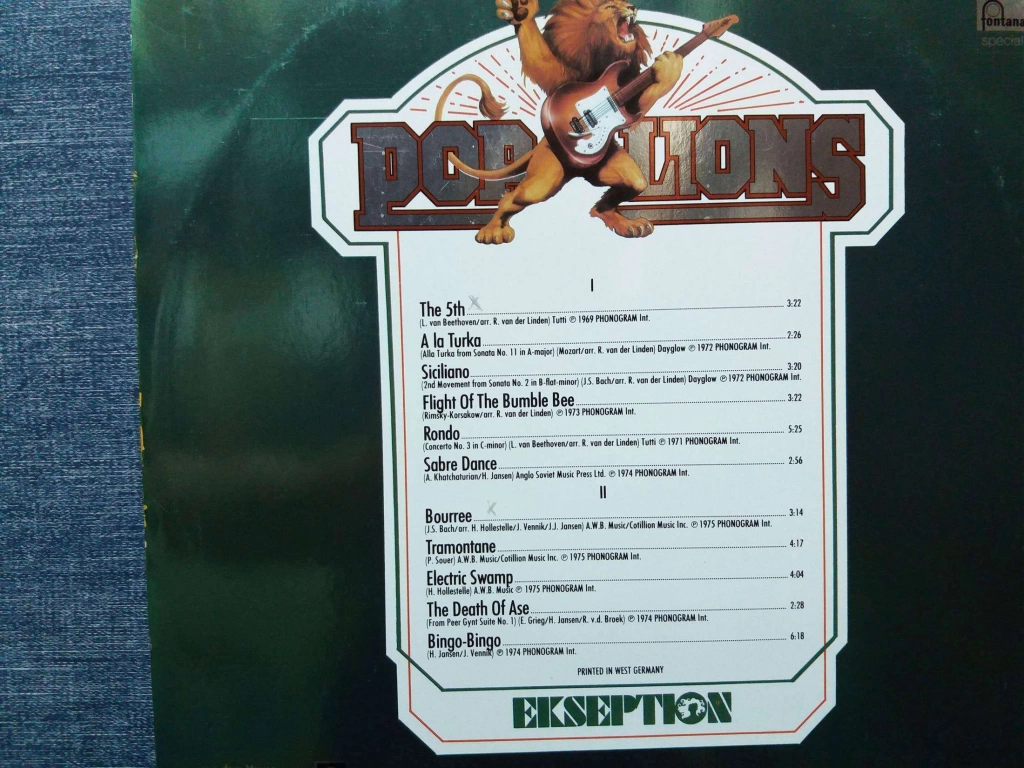 fontana
special
POP LIONS
I
The 5th 3:22
(L. van Beethoven/arr. R. van der Linden) Tutti ℗ 1969 PHONOGRAM Int.
A la Turka 2:26
(Alla Turka from Sonata No. 11 in A-major) (Mozart/arr. R. van der Linden) Dayglow ℗ 1972 PHONOGRAM Int.
Siciliano 3:20
(2nd Movement from Sonata No. 2 in B-flat-minor) (J.S. Bach/arr. R. van der Linden) Dayglow ℗ 1972 PHONOGRAM Int.
Flight Of The Bumble Bee 3:22
(Rimsky-Korsakow/arr. R. van der Linden) ℗ 1973 PHONOGRAM Int.
Rondo 5:25
(Concerto No. 3 in C-minor) (L. van Beethoven/arr. R. van der Linden) Tutti ℗ 1971 PHONOGRAM Int.
Sabre Dance 2:56
(A. Khatchaturian/H. Jansen) Anglo Soviet Music Press Ltd. ℗ 1974 PHONOGRAM Int.
II
Bourree 3:14
(J.S. Bach/arr. H. Hollestelle/J. Vennik/J.J. Jansen) A.W.B. Music/Cotillion Music Inc. ℗ 1975 PHONOGRAM Int.
Tramontane 4:17
(P. Souer) A.W.B. Music/Cotillion Music Inc. ℗ 1975 PHONOGRAM Int.
Electric Swamp 4:04
(H. Hollestelle) A.W.B. Music ℗ 1975 PHONOGRAM Int.
The Death Of Ase 2:28
(From Peer Gynt Suite No. 1) (E. Grieg/H. Jansen/R. v.d. Broek) ℗ 1974 PHONOGRAM Int.
Bingo-Bingo 6:18
(H. Jansen/J. Vennik) ℗ 1974 PHONOGRAM Int.
PRINTED IN WEST GERMANY
EKSEPTION